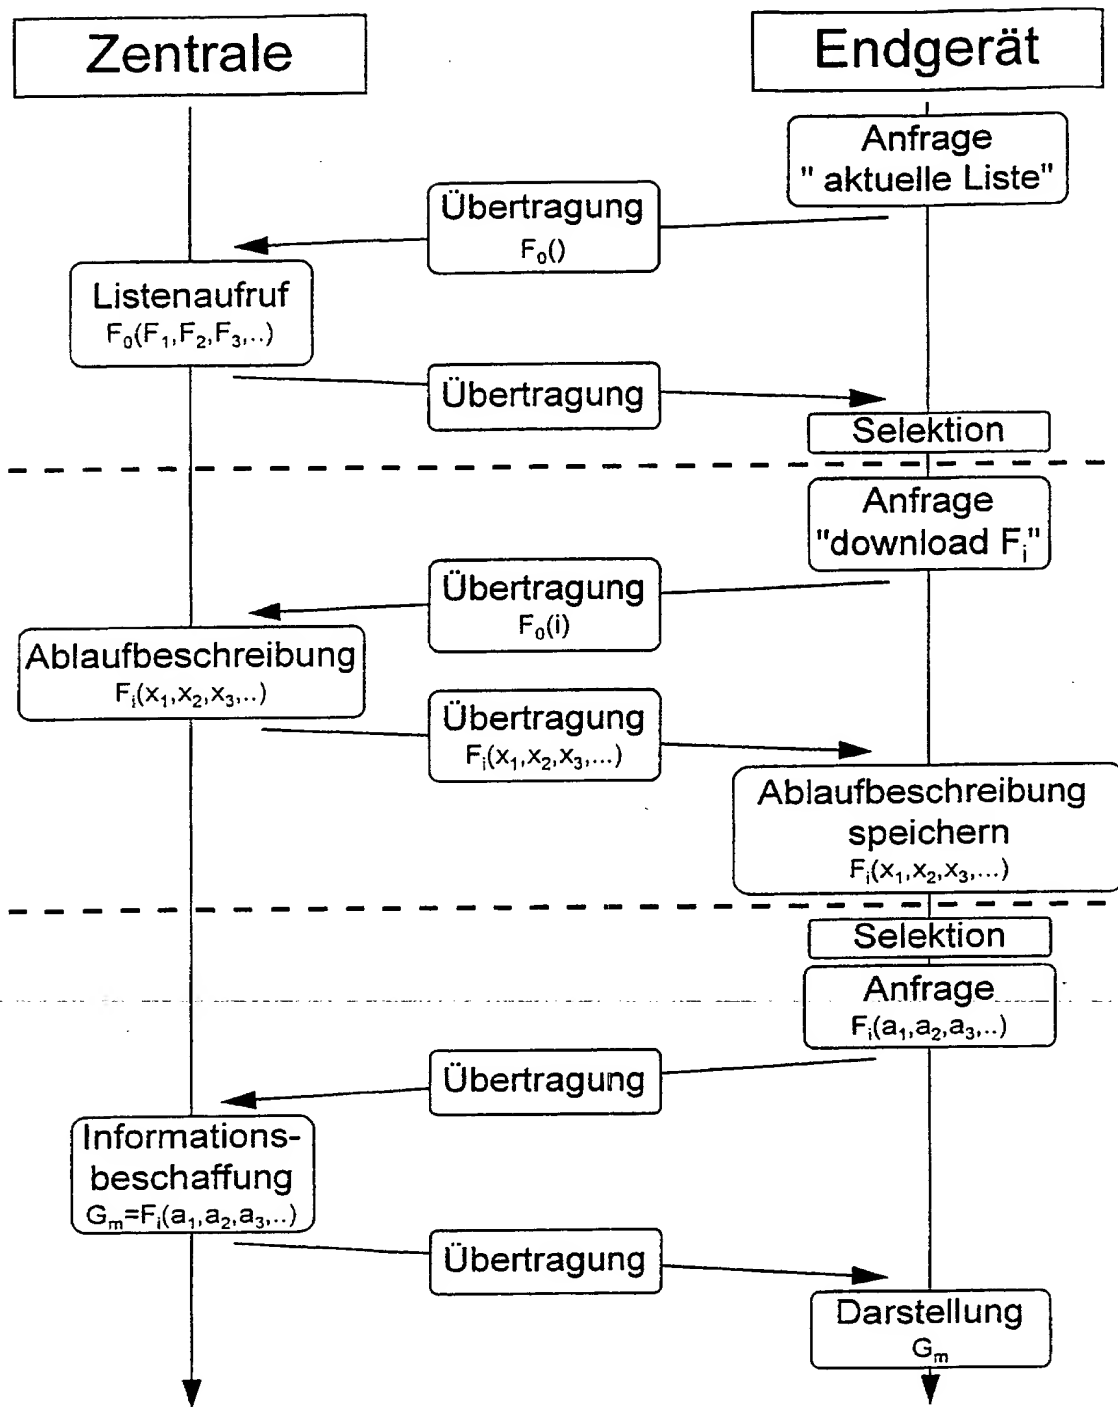 Zentrale
Endgerät
Anfrage
" aktuelle Liste"
Übertragung
F₀()
Listenaufruf
F₀(F₁,F₂,F₃,..)
Übertragung
Selektion
Anfrage
"download Fᵢ"
Übertragung
F₀(i)
Ablaufbeschreibung
Fᵢ(x₁,x₂,x₃,..)
Übertragung
Fᵢ(x₁,x₂,x₃,...)
Ablaufbeschreibung
speichern
Fᵢ(x₁,x₂,x₃,...)
Selektion
Anfrage
Fᵢ(a₁,a₂,a₃,..)
Übertragung
Informations-
beschaffung
Gₘ=Fᵢ(a₁,a₂,a₃,..)
Übertragung
Darstellung
Gₘ